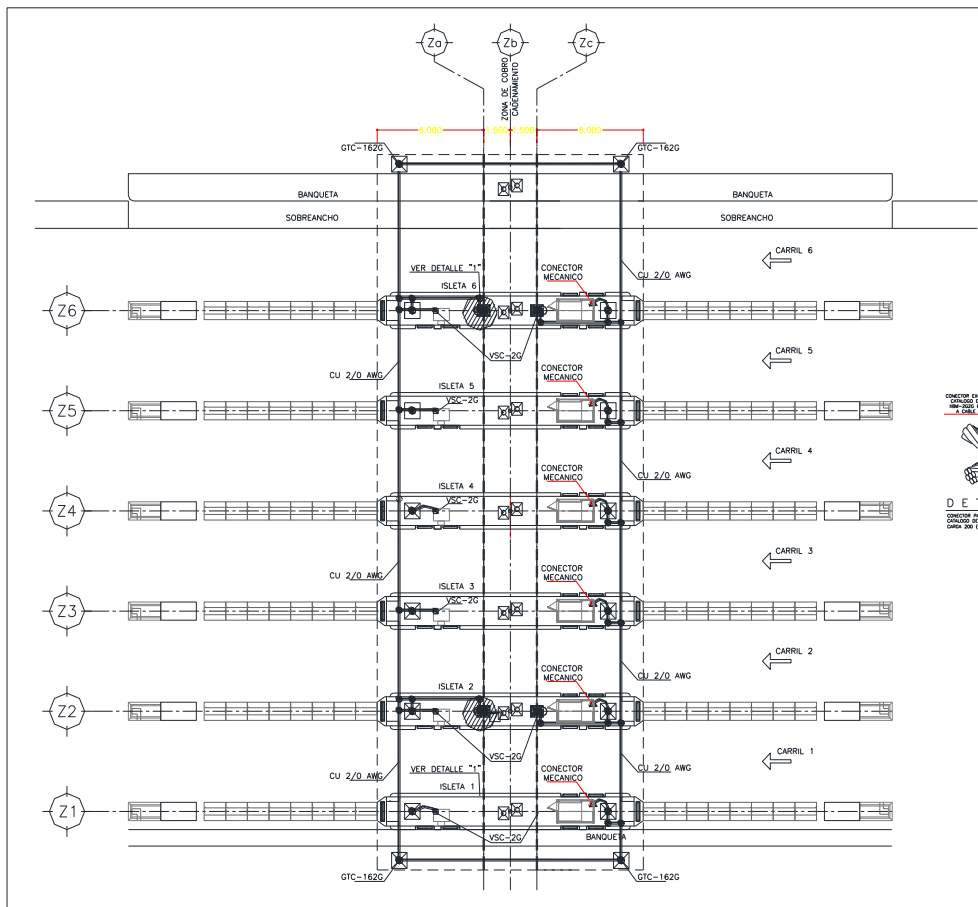 Za
Zb
Zc
ZONA DE COBRO
CADENAMIENTO
6.000
1.500
1.500
6.000
GTC-162G
GTC-162G
BANQUETA
BANQUETA
SOBREANCHO
SOBREANCHO
CARRIL 6
VER DETALLE "1"
CONECTOR
MECANICO
CU 2/0 AWG
ISLETA 6
Z6
VSC-2G
CARRIL 5
CU 2/0 AWG
CONECTOR
MECANICO
ISLETA 5
VSC-2G
Z5
CARRIL 4
CONECTOR
MECANICO
CU 2/0 AWG
ISLETA 4
VSC-2G
Z4
D E T
CARRIL 3
CU 2/0 AWG
CONECTOR
MECANICO
ISLETA 3
VSC-2G
Z3
CARRIL 2
CONECTOR
MECANICO
CU 2/0 AWG
ISLETA 2
Z2
VSC-2G
CARRIL 1
VER DETALLE "1"
CU 2/0 AWG
CONECTOR
MECANICO
CU 2/0 AWG
ISLETA 1
Z1
VSC-2G
BANQUETA
GTC-162G
GTC-162G